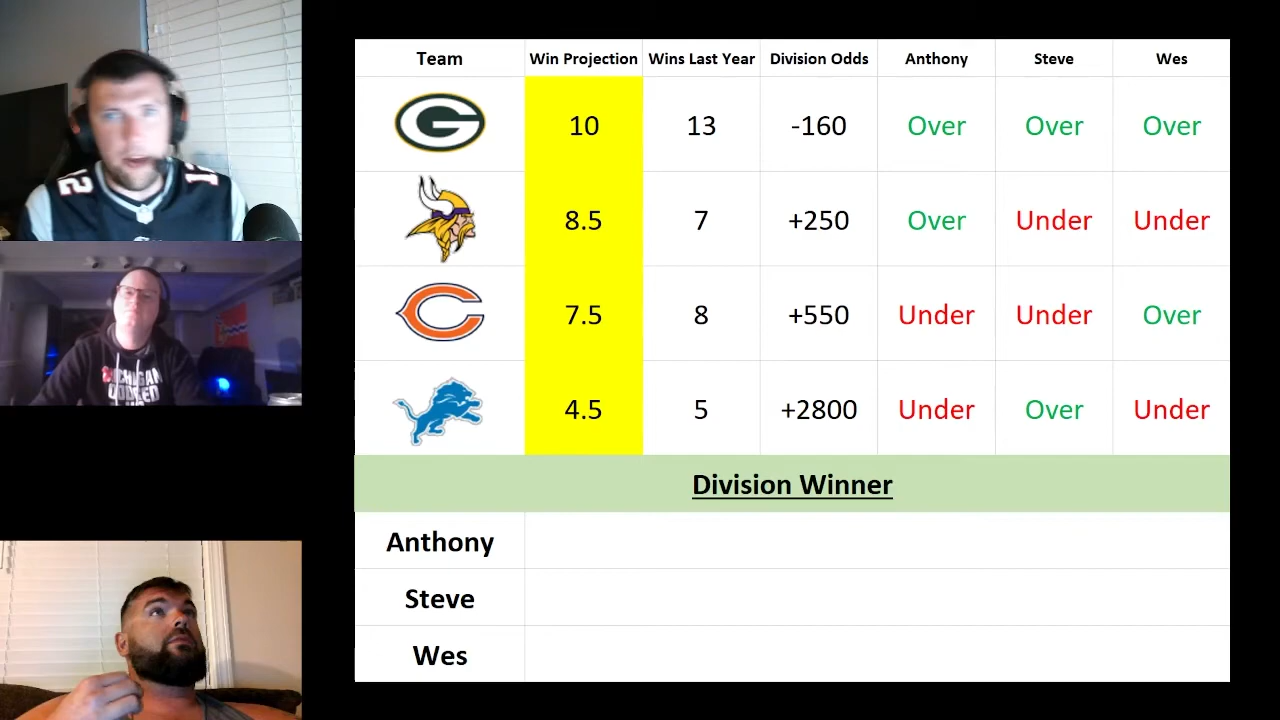 Team Win Projection Wins Last Year Division Odds Anthony Steve Wes
G 10 13 -160 Over Over Over
8.5 7 +250 Over Under Under
C 7.5 8 +550 Under Under Over
4.5 5 +2800 Under Over Under
Division Winner
Anthony
Steve
Wes
12